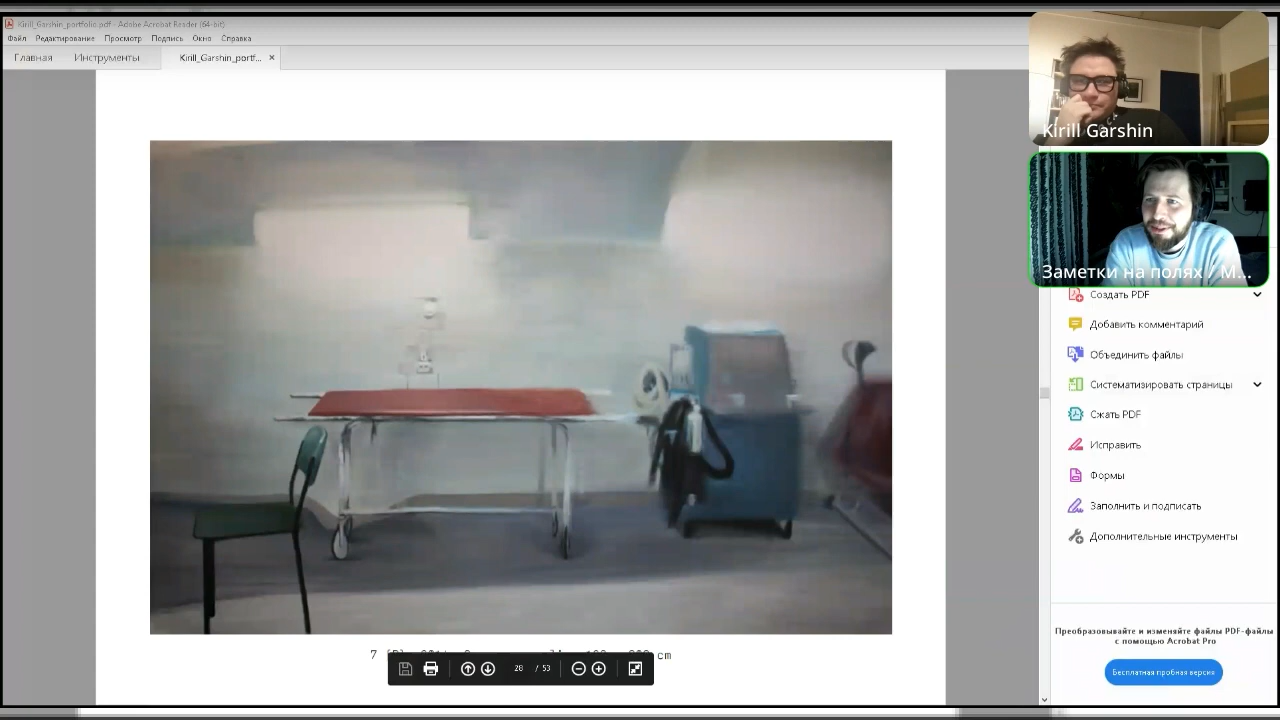 Kirill_Garshin_portfolio.pdf - Adobe Acrobat Reader (64-bit)
Файл Редактирование Просмотр Подпись Окно Справка
Главная Инструменты Kirill_Garshin_portf... ×
Kirill Garshin
Заметки на полях / М...
Создать PDF
Добавить комментарий
Объединить файлы
Систематизировать страницы
Сжать PDF
Исправить
Формы
Заполнить и подписать
Дополнительные инструменты
Преобразовывайте и изменяйте файлы PDF-файлы
с помощью Acrobat Pro
Бесплатная пробная версия
7 cm
28 / 53